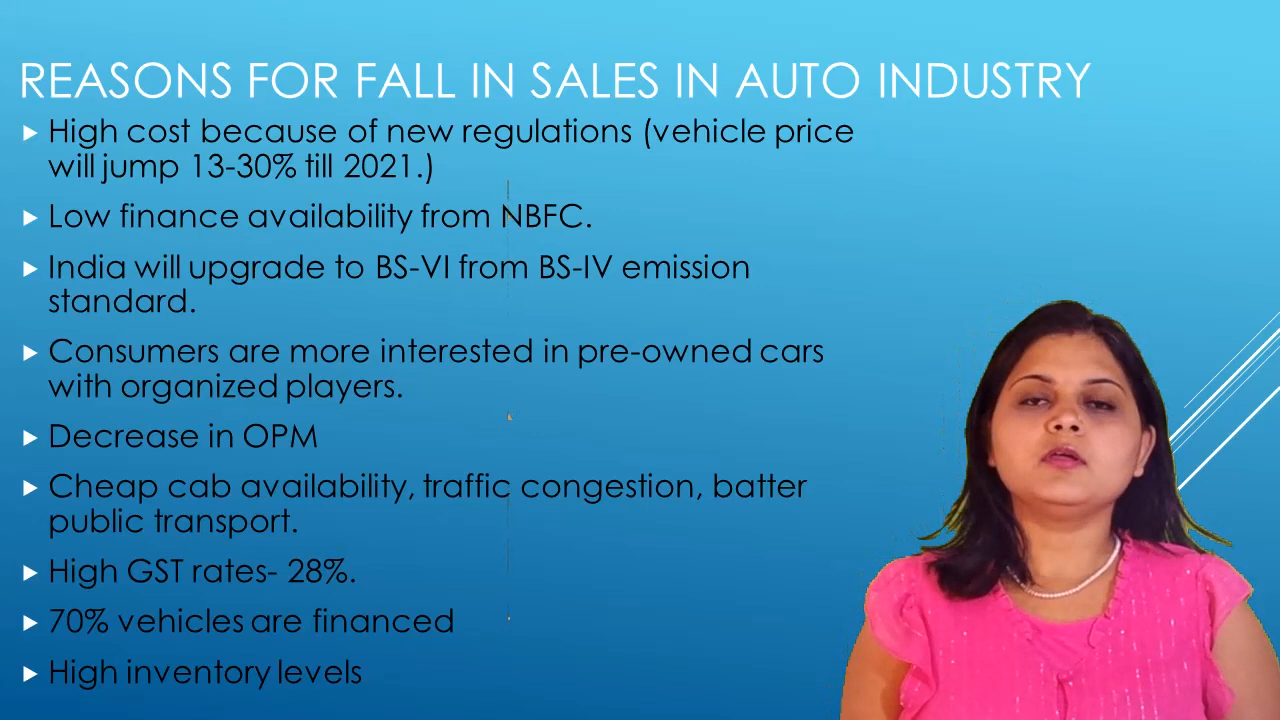 REASONS FOR FALL IN SALES IN AUTO INDUSTRY
High cost because of new regulations (vehicle price
will jump 13-30% till 2021.)
Low finance availability from NBFC.
India will upgrade to BS-VI from BS-IV emission
standard.
Consumers are more interested in pre-owned cars
with organized players.
Decrease in OPM
Cheap cab availability, traffic congestion, batter
public transport.
High GST rates- 28%.
70% vehicles are financed
High inventory levels